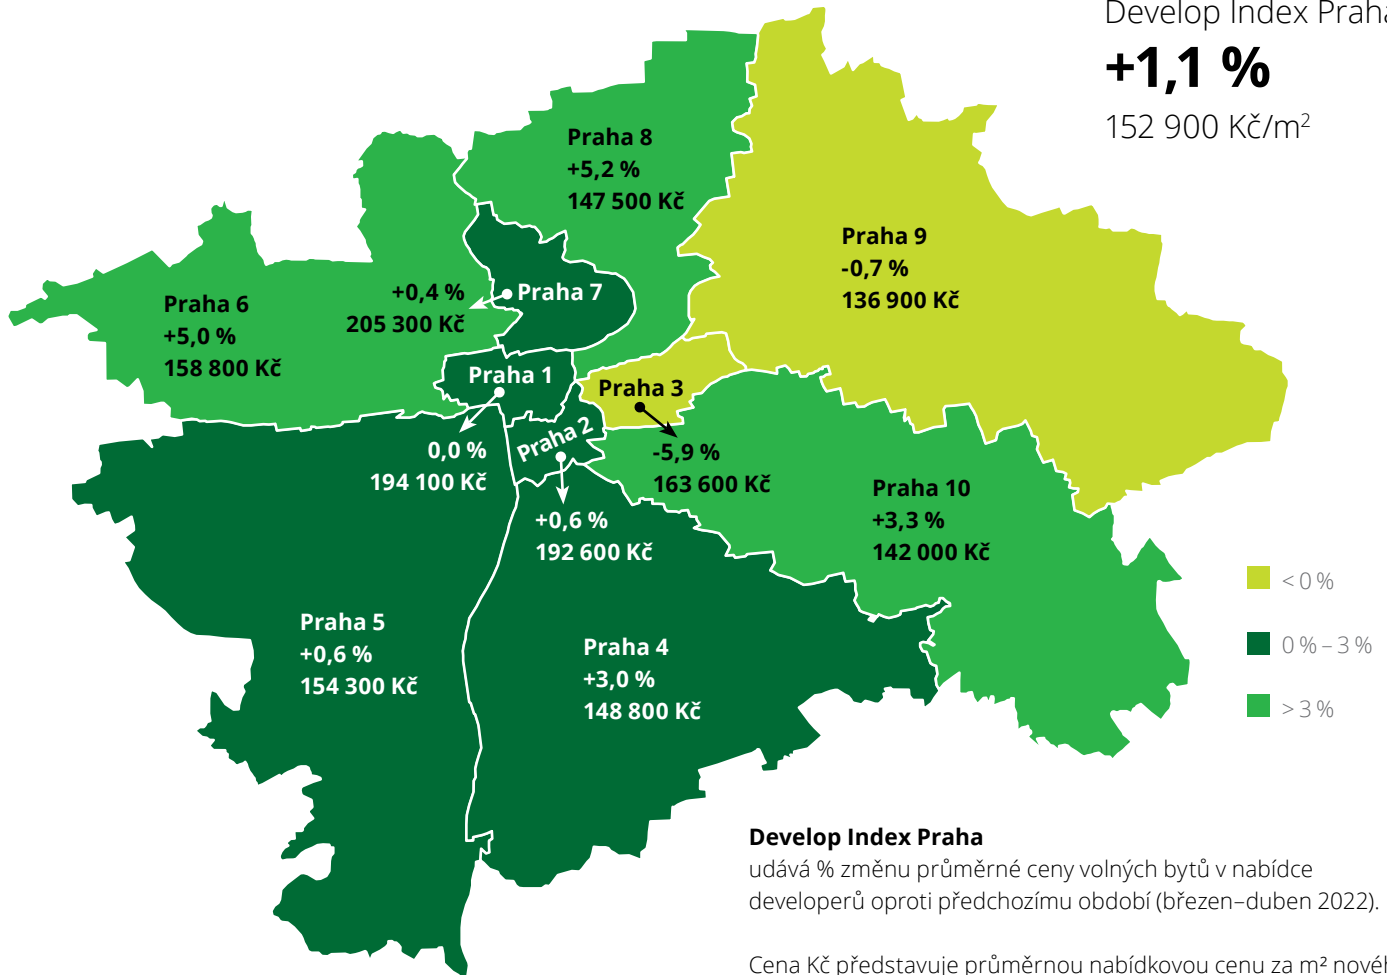 Develop Index Praha
+1,1 %
152 900 Kč/m²
Praha 8
+5,2 %
147 500 Kč
Praha 9
-0,7 %
136 900 Kč
Praha 6
+5,0 %
158 800 Kč
+0,4 %
205 300 Kč
Praha 7
Praha 1
0,0 %
194 100 Kč
Praha 3
-5,9 %
163 600 Kč
Praha 2
+0,6 %
192 600 Kč
Praha 10
+3,3 %
142 000 Kč
Praha 5
+0,6 %
154 300 Kč
Praha 4
+3,0 %
148 800 Kč
< 0 %
0 % – 3 %
> 3 %
Develop Index Praha
udává % změnu průměrné ceny volných bytů v nabídce
developerů oproti předchozímu období (březen–duben 2022).
Cena Kč představuje průměrnou nabídkovou cenu za m²